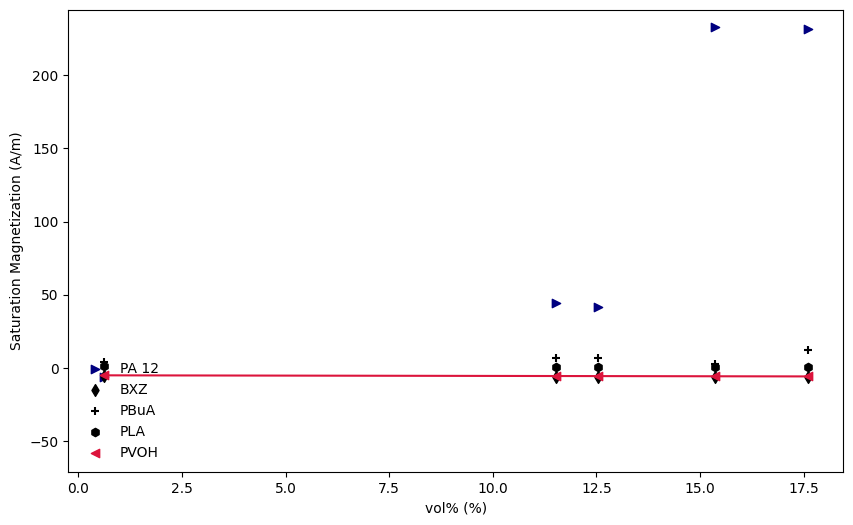 Saturation Magnetization (A/m)
200
150
100
50
0
−50
PA 12
BXZ
PBuA
PLA
PVOH
0.0 2.5 5.0 7.5 10.0 12.5 15.0 17.5
vol% (%)